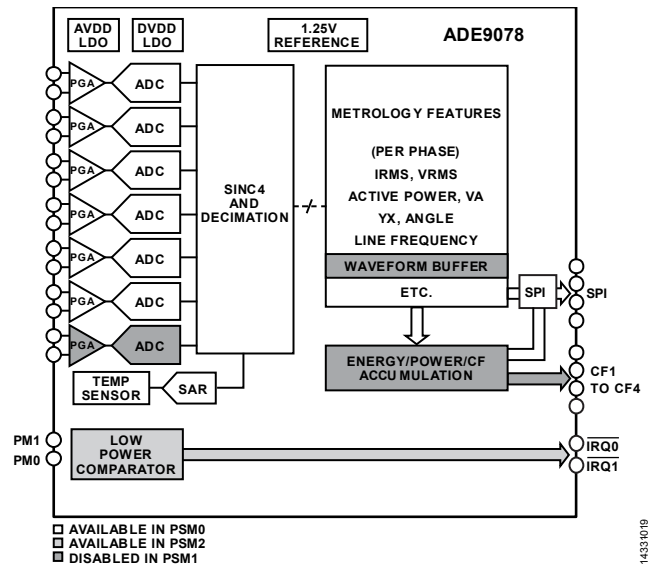 AVDD
LDO
DVDD
LDO
1.25V
REFERENCE
ADE9078
PGA
ADC
PGA
ADC
PGA
ADC
PGA
ADC
PGA
ADC
PGA
ADC
PGA
ADC
SINC4
AND
DECIMATION
METROLOGY FEATURES
(PER PHASE)
IRMS, VRMS
ACTIVE POWER, VA
YX, ANGLE
LINE FREQUENCY
WAVEFORM BUFFER
ETC.
SPI
SPI
ENERGY/POWER/CF
ACCUMULATION
CF1
TO CF4
TEMP
SENSOR
SAR
PM1
PM0
LOW
POWER
COMPARATOR
IRQ0
IRQ1
AVAILABLE IN PSM0
AVAILABLE IN PSM2
DISABLED IN PSM1
14331019